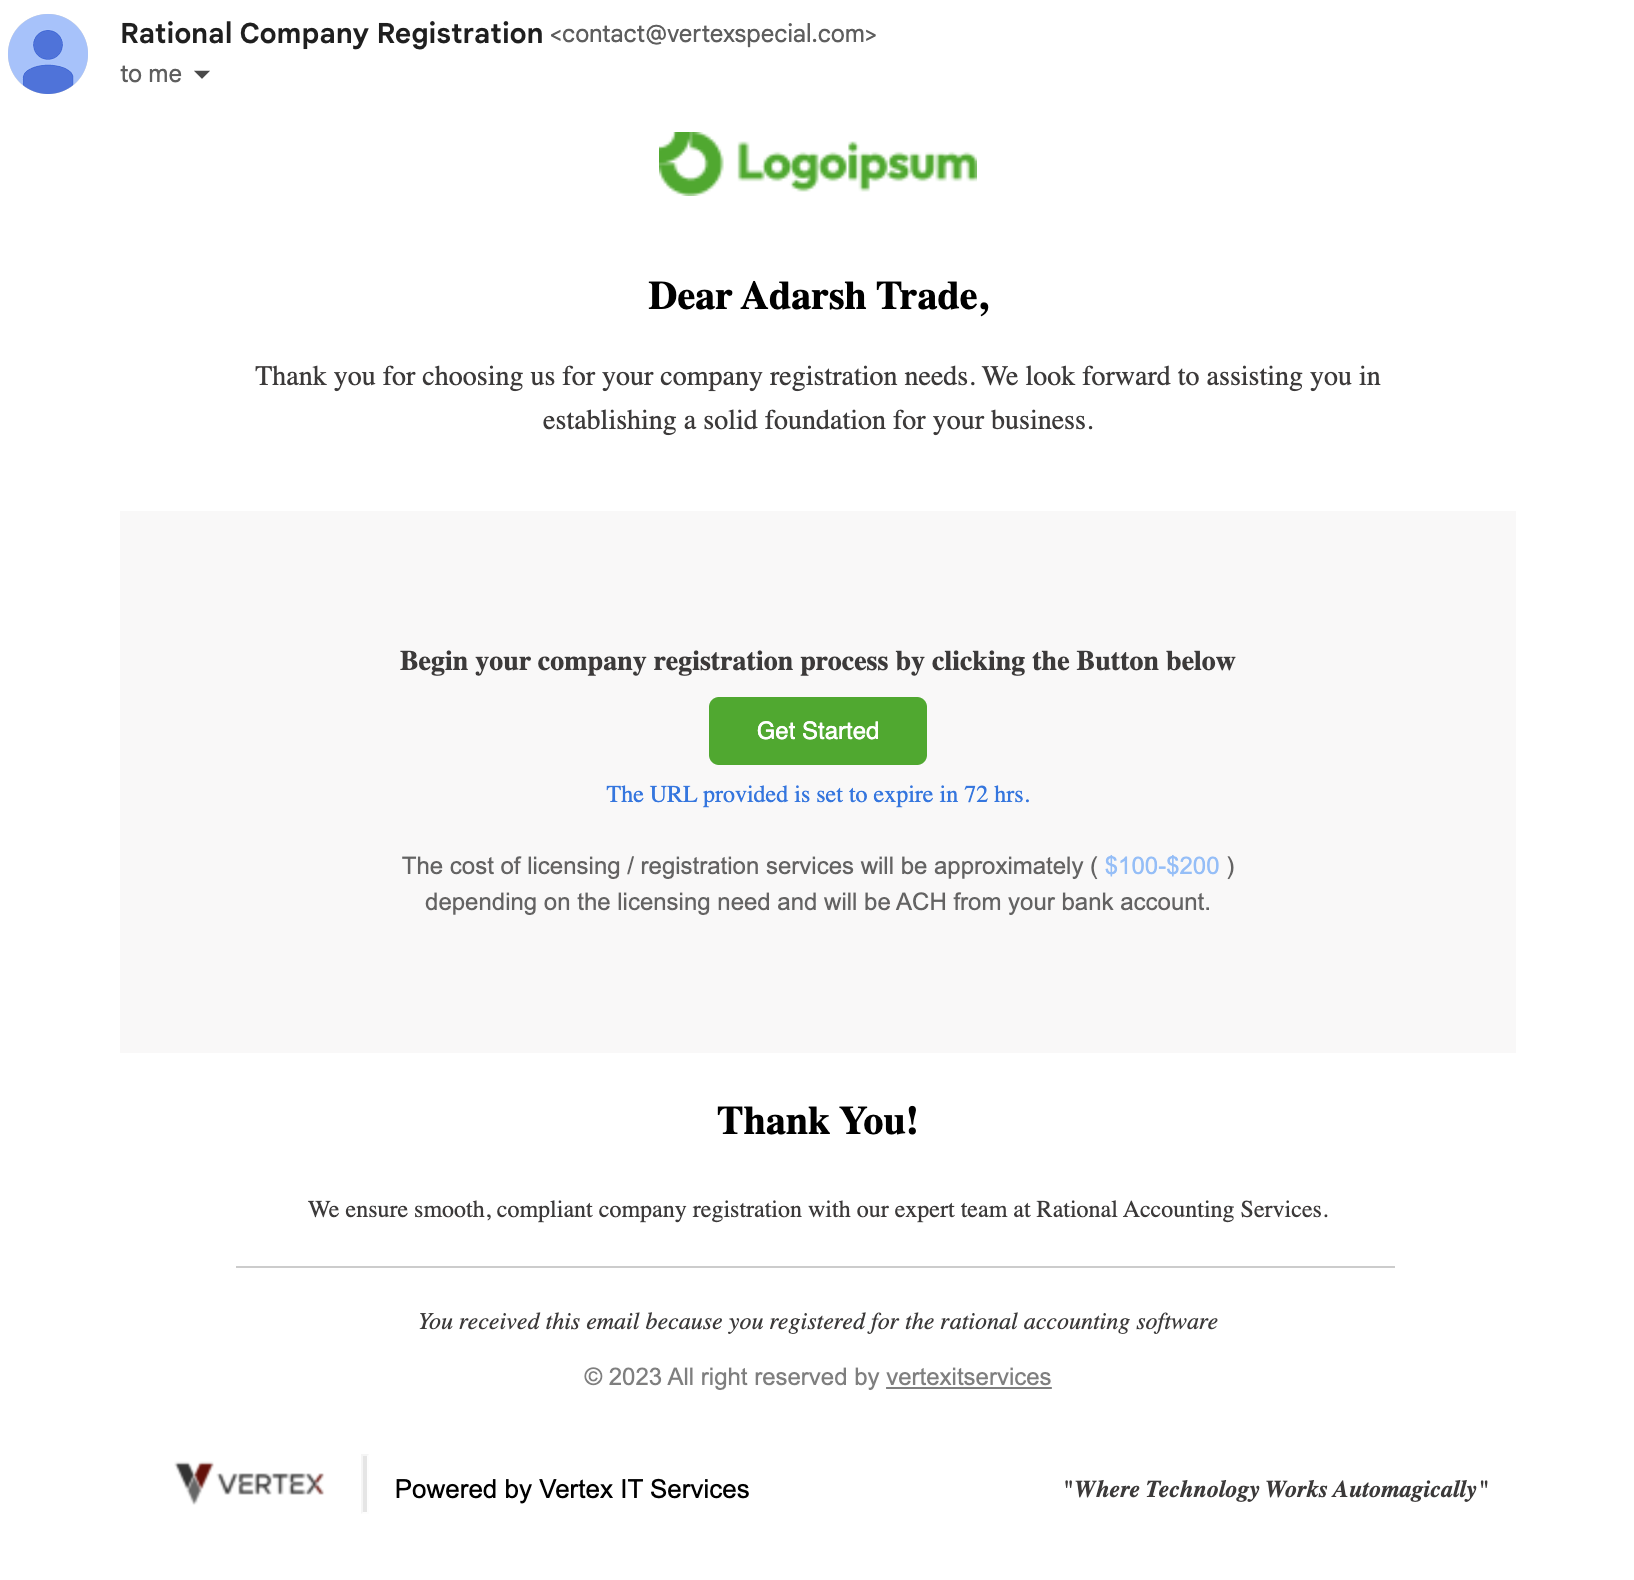 Rational Company Registration <contact@vertexspecial.com>
to me
Logoipsum
Dear Adarsh Trade,
Thank you for choosing us for your company registration needs. We look forward to assisting you in
establishing a solid foundation for your business.
Begin your company registration process by clicking the Button below
Get Started
The URL provided is set to expire in 72 hrs.
The cost of licensing / registration services will be approximately ( $100-$200 )
depending on the licensing need and will be ACH from your bank account.
Thank You!
We ensure smooth, compliant company registration with our expert team at Rational Accounting Services.
You received this email because you registered for the rational accounting software
© 2023 All right reserved by vertexitservices
VERTEX
Powered by Vertex IT Services
"Where Technology Works Automagically"